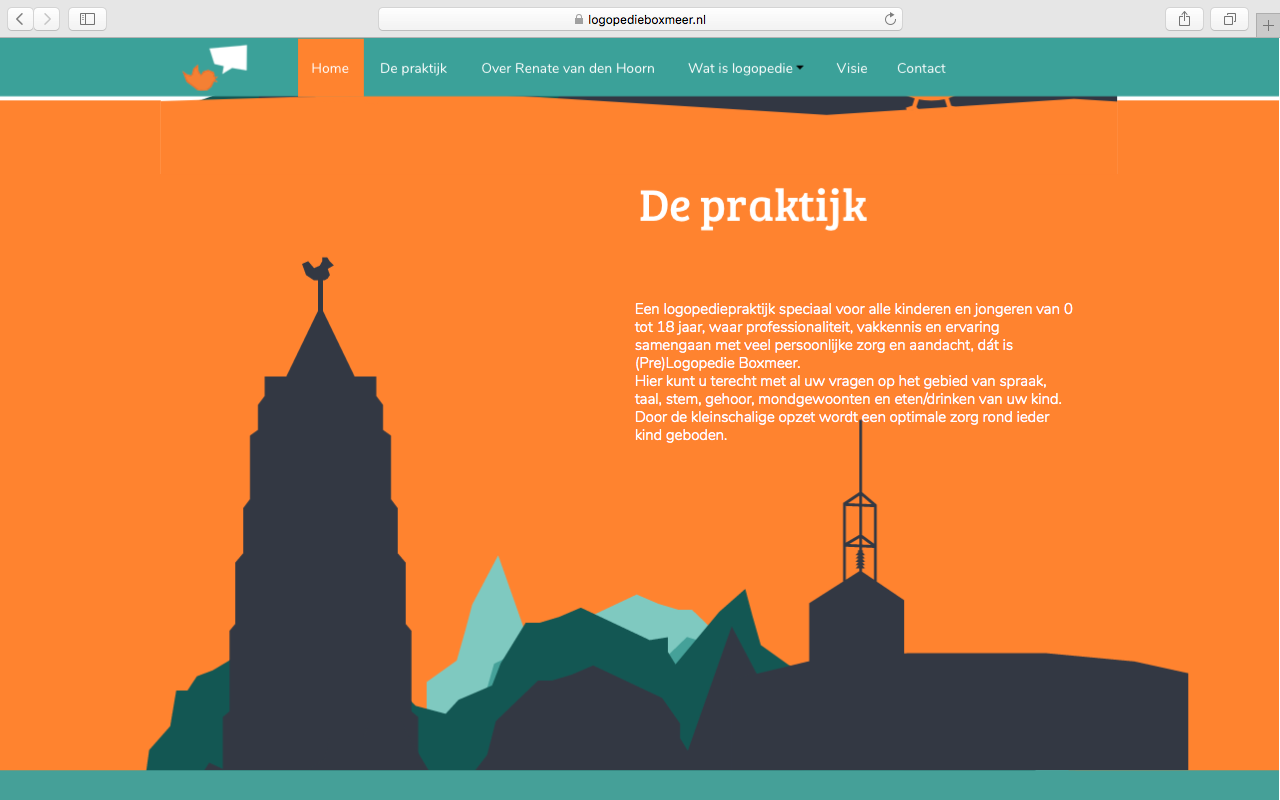 logopedieboxmeer.nl
Home De praktijk Over Renate van den Hoorn Wat is logopedie Visie Contact
De praktijk
Een logopediepraktijk speciaal voor alle kinderen en jongeren van 0
tot 18 jaar, waar professionaliteit, vakkennis en ervaring
samengaan met veel persoonlijke zorg en aandacht, dát is
(Pre)Logopedie Boxmeer.
Hier kunt u terecht met al uw vragen op het gebied van spraak,
taal, stem, gehoor, mondgewoonten en eten/drinken van uw kind.
Door de kleinschalige opzet wordt een optimale zorg rond ieder
kind geboden.